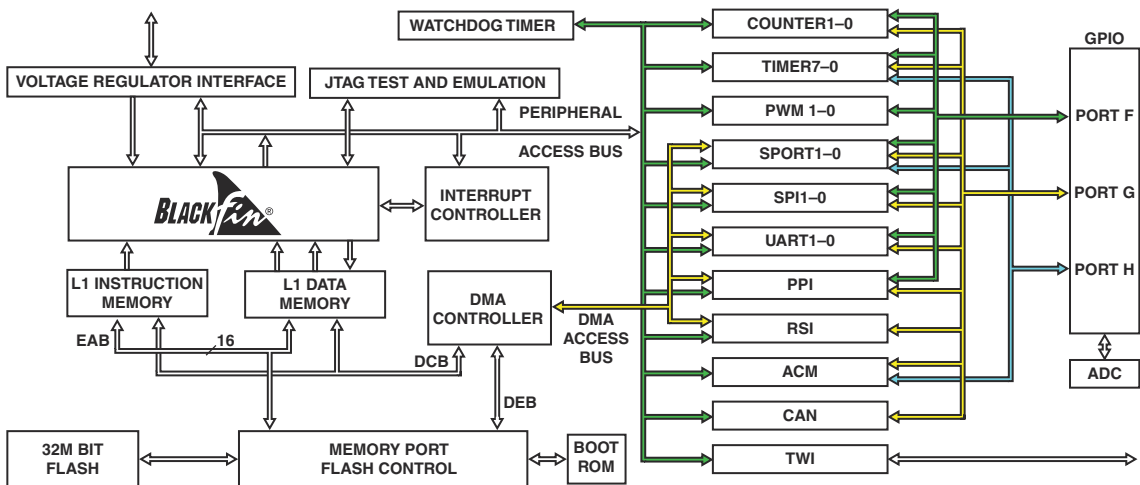 WATCHDOG TIMER
VOLTAGE REGULATOR INTERFACE
JTAG TEST AND EMULATION
PERIPHERAL
ACCESS BUS
BLACKfin®
INTERRUPT
CONTROLLER
L1 INSTRUCTION
MEMORY
L1 DATA
MEMORY
DMA
CONTROLLER
EAB
16
DCB
DMA
ACCESS
BUS
DEB
32M BIT
FLASH
MEMORY PORT
FLASH CONTROL
BOOT
ROM
COUNTER1–0
TIMER7–0
PWM 1–0
SPORT1–0
SPI1–0
UART1–0
PPI
RSI
ACM
CAN
TWI
GPIO
PORT F
PORT G
PORT H
ADC